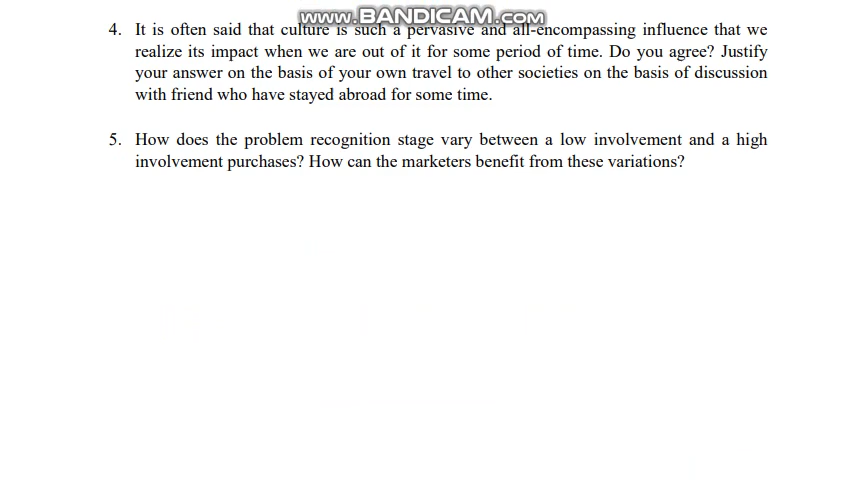 www.BANDICAM.com
4. It is often said that culture is such a pervasive and all-encompassing influence that we
realize its impact when we are out of it for some period of time. Do you agree? Justify
your answer on the basis of your own travel to other societies on the basis of discussion
with friend who have stayed abroad for some time.
5. How does the problem recognition stage vary between a low involvement and a high
involvement purchases? How can the marketers benefit from these variations?